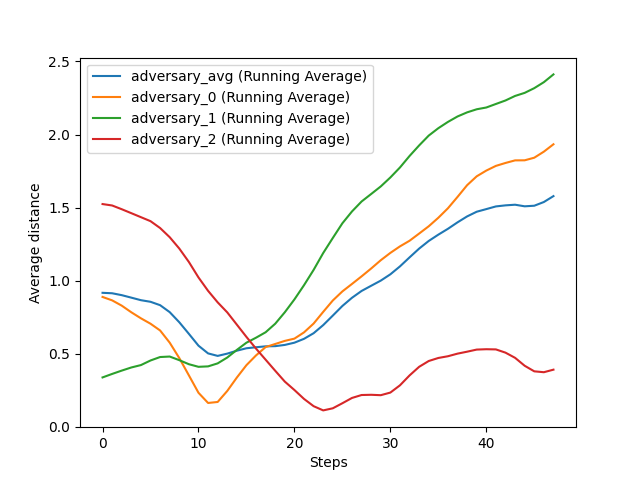 2.5
2.0
1.5
1.0
0.5
0.0
Average distance
adversary_avg (Running Average)
adversary_0 (Running Average)
adversary_1 (Running Average)
adversary_2 (Running Average)
0 10 20 30 40
Steps